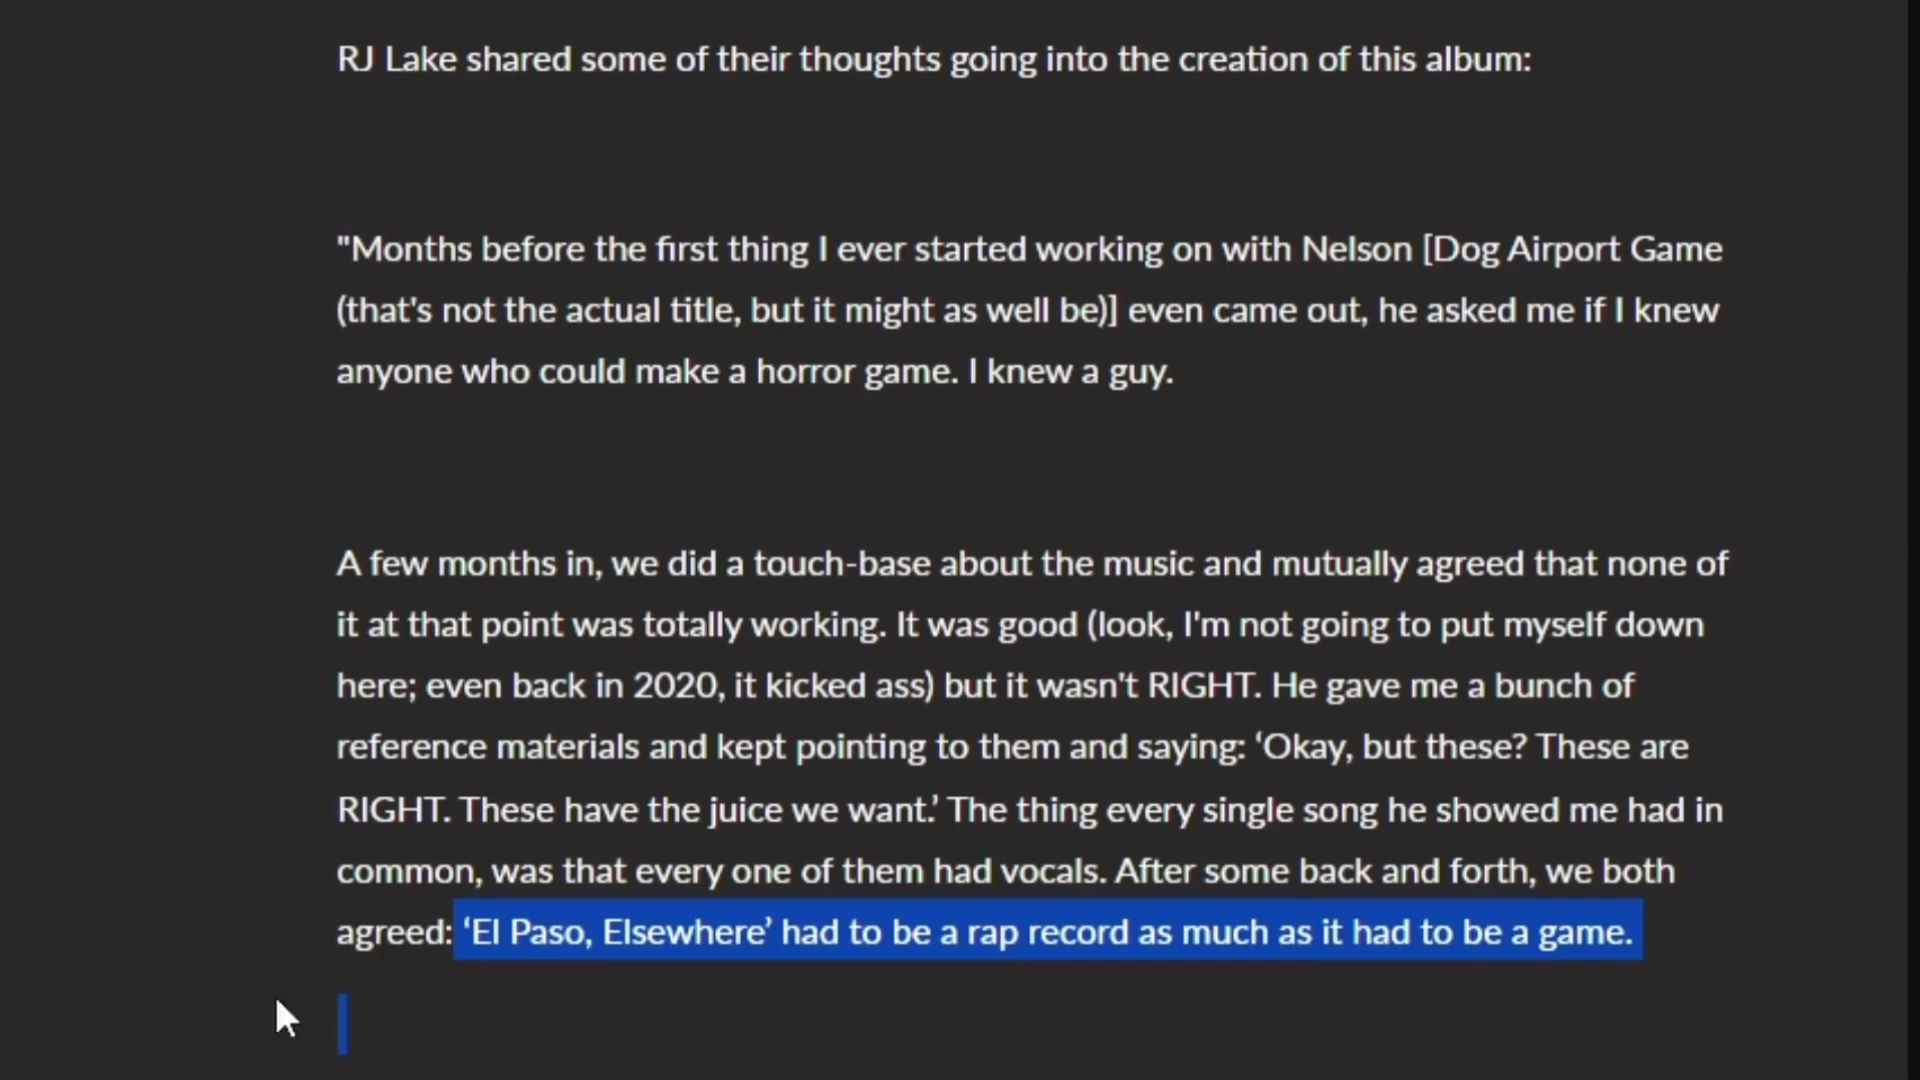 RJ Lake shared some of their thoughts going into the creation of this album:
"Months before the first thing I ever started working on with Nelson [Dog Airport Game
(that's not the actual title, but it might as well be)] even came out, he asked me if I knew
anyone who could make a horror game. I knew a guy.
A few months in, we did a touch-base about the music and mutually agreed that none of
it at that point was totally working. It was good (look, I'm not going to put myself down
here; even back in 2020, it kicked ass) but it wasn't RIGHT. He gave me a bunch of
reference materials and kept pointing to them and saying: ‘Okay, but these? These are
RIGHT. These have the juice we want.’ The thing every single song he showed me had in
common, was that every one of them had vocals. After some back and forth, we both
agreed: ‘El Paso, Elsewhere’ had to be a rap record as much as it had to be a game.